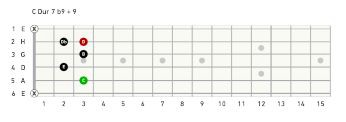 C Dur 7 b9 + 9
1 E X
2 H Db D
3 G B
4 D E
5 A C
6 E X
1 2 3 4 5 6 7 8 9 10 11 12 13 14 15